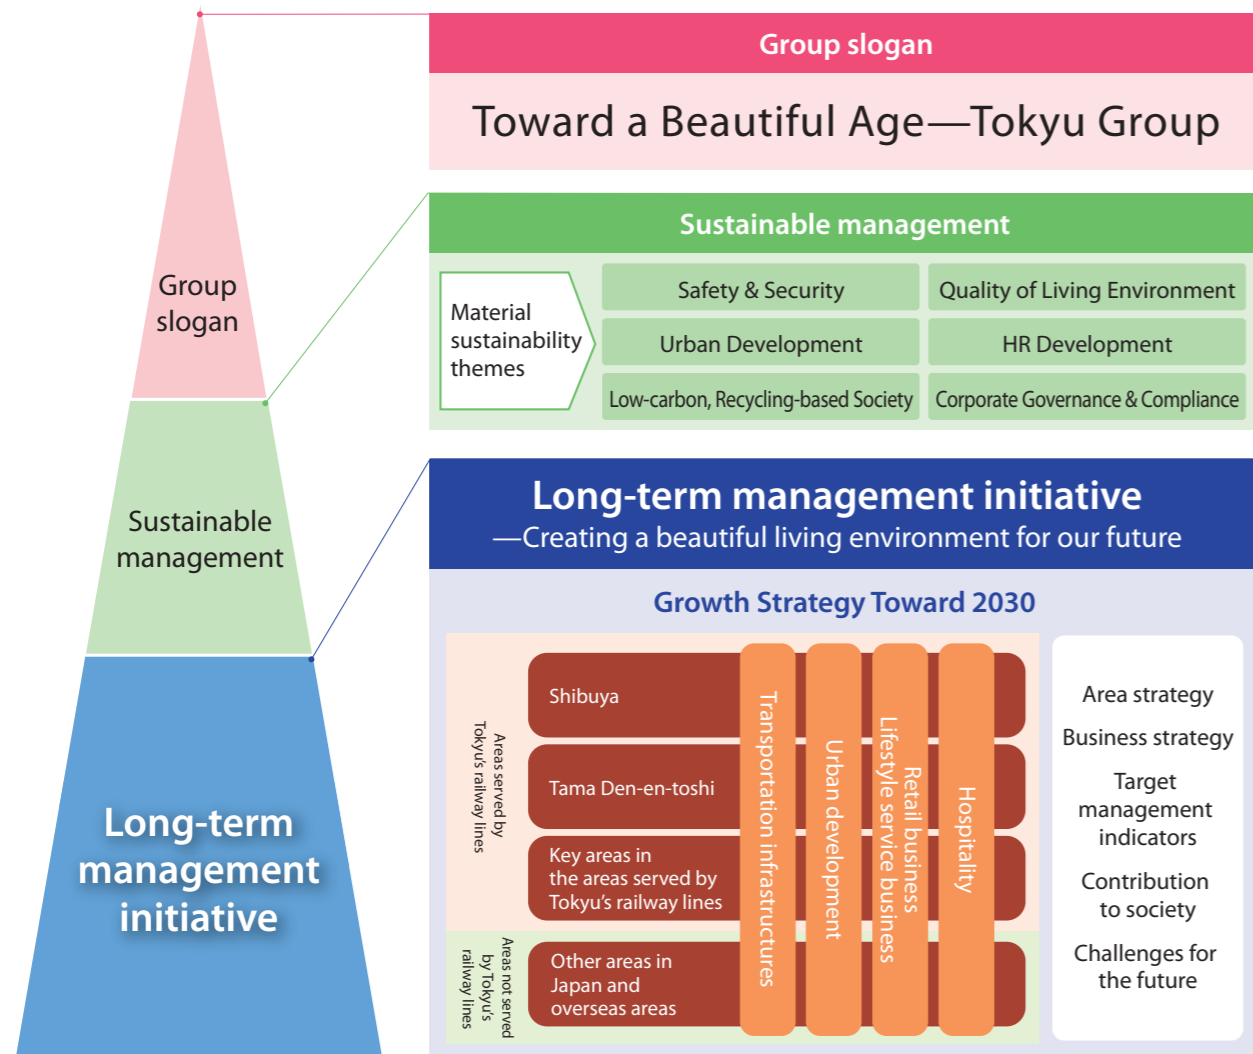 Group slogan
Toward a Beautiful Age—Tokyu Group
Group
slogan
Sustainable management
Material
sustainability
themes
Safety & Security
Quality of Living Environment
Urban Development
HR Development
Low-carbon, Recycling-based Society
Corporate Governance & Compliance
Sustainable
management
Long-term management initiative
—Creating a beautiful living environment for our future
Growth Strategy Toward 2030
Long-term
management
initiative
Areas served by
Tokyu's railway lines
Shibuya
Tama Den-en-toshi
Key areas in
the areas served by
Tokyu's railway lines
Areas not served
by Tokyu's
railway lines
Other areas in
Japan and
overseas areas
Transportation infrastructures
Urban development
Retail business
Lifestyle service business
Hospitality
Area strategy
Business strategy
Target
management
indicators
Contribution
to society
Challenges for
the future